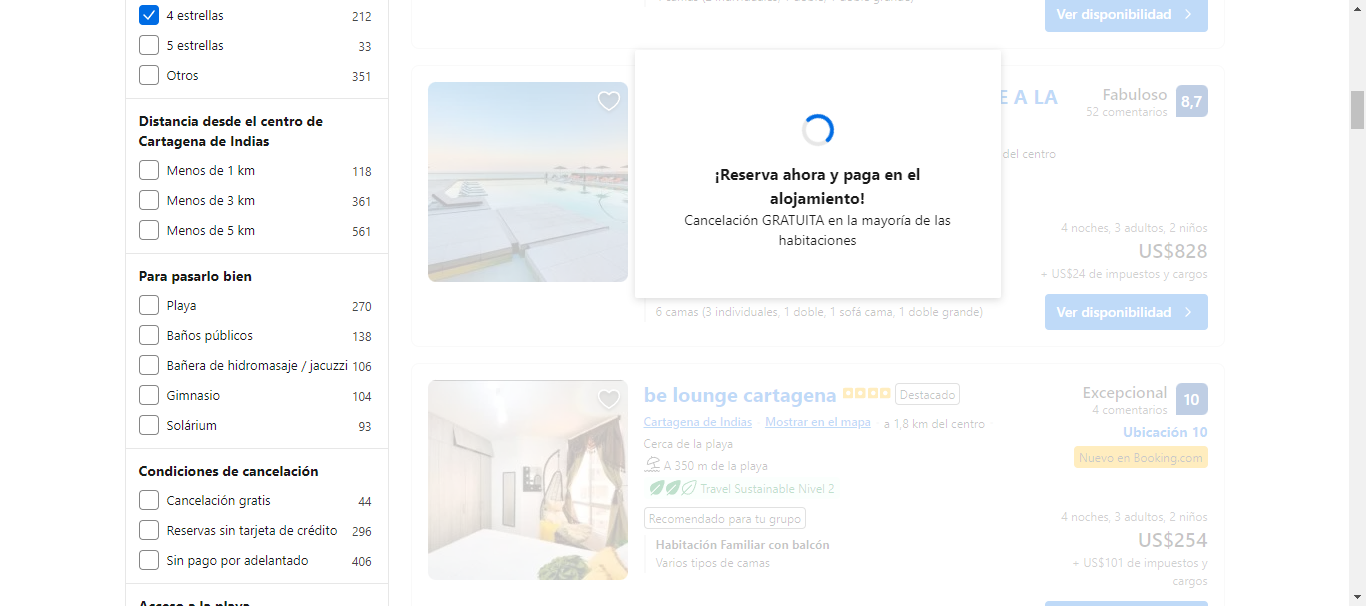 4 estrellas 212
5 estrellas 33
Otros 351
Distancia desde el centro de
Cartagena de Indias
Menos de 1 km 118
Menos de 3 km 361
Menos de 5 km 561
Para pasarlo bien
Playa 270
Baños públicos 138
Bañera de hidromasaje / jacuzzi 106
Gimnasio 104
Solárium 93
Condiciones de cancelación
Cancelación gratis 44
Reservas sin tarjeta de crédito 296
Sin pago por adelantado 406
Acceso a la playa
Ver disponibilidad
¡Reserva ahora y paga en el
alojamiento!
Cancelación GRATUITA en la mayoría de las
habitaciones
E A LA
del centro
6 camas (3 individuales, 1 doble, 1 sofá cama, 1 doble grande)
Fabuloso
52 comentarios
8,7
4 noches, 3 adultos, 2 niños
US$828
+ US$24 de impuestos y cargos
Ver disponibilidad
be lounge cartagena Destacado
Cartagena de Indias Mostrar en el mapa a 1,8 km del centro
Cerca de la playa
A 350 m de la playa
Travel Sustainable Nivel 2
Recomendado para tu grupo
Habitación Familiar con balcón
Varios tipos de camas
Excepcional
4 comentarios
10
Ubicación 10
Nuevo en Booking.com
4 noches, 3 adultos, 2 niños
US$254
+ US$101 de impuestos y
cargos